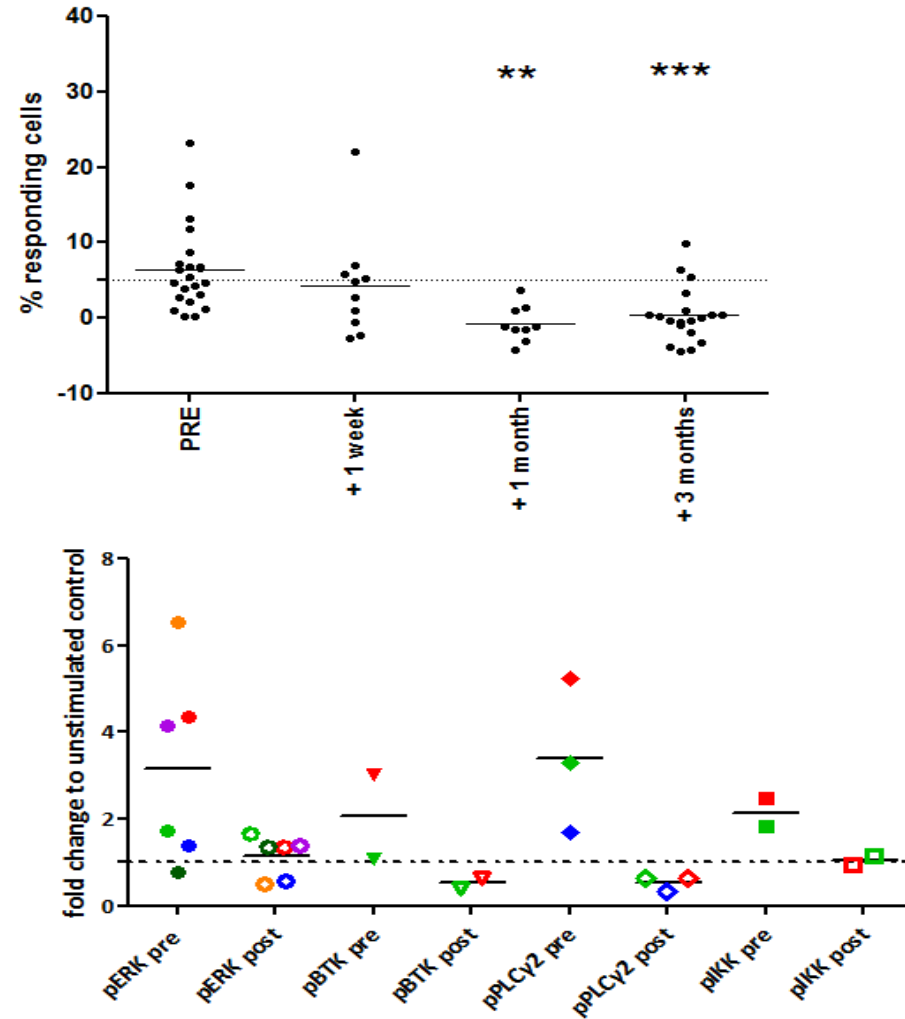 40
30
20
10
0
-10
% responding cells
**
***
PRE
+ 1 week
+ 1 month
+ 3 months
8
6
4
2
0
fold change to unstimulated control
pERK pre
pERK post
pBTK pre
pBTK post
pPLCγ2 pre
pPLCγ2 post
pIKK pre
pIKK post